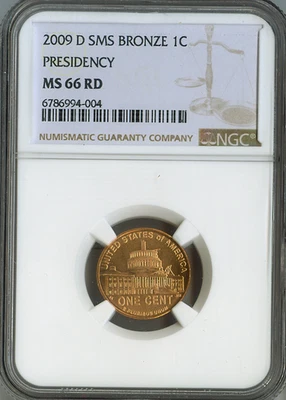 2009 D SMS BRONZE 1C
PRESIDENCY
MS 66 RD
6786994-004
NUMISMATIC GUARANTY COMPANY
NGC
UNITED STATES OF AMERICA
ONE CENT
E PLURIBUS UNUM